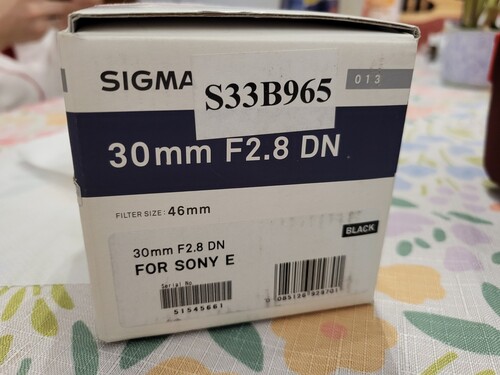 SIGMA
S33B965
013
30mm F2.8 DN
FILTER SIZE: 46mm
BLACK
30mm F2.8 DN
FOR SONY E
Serial No
51545661